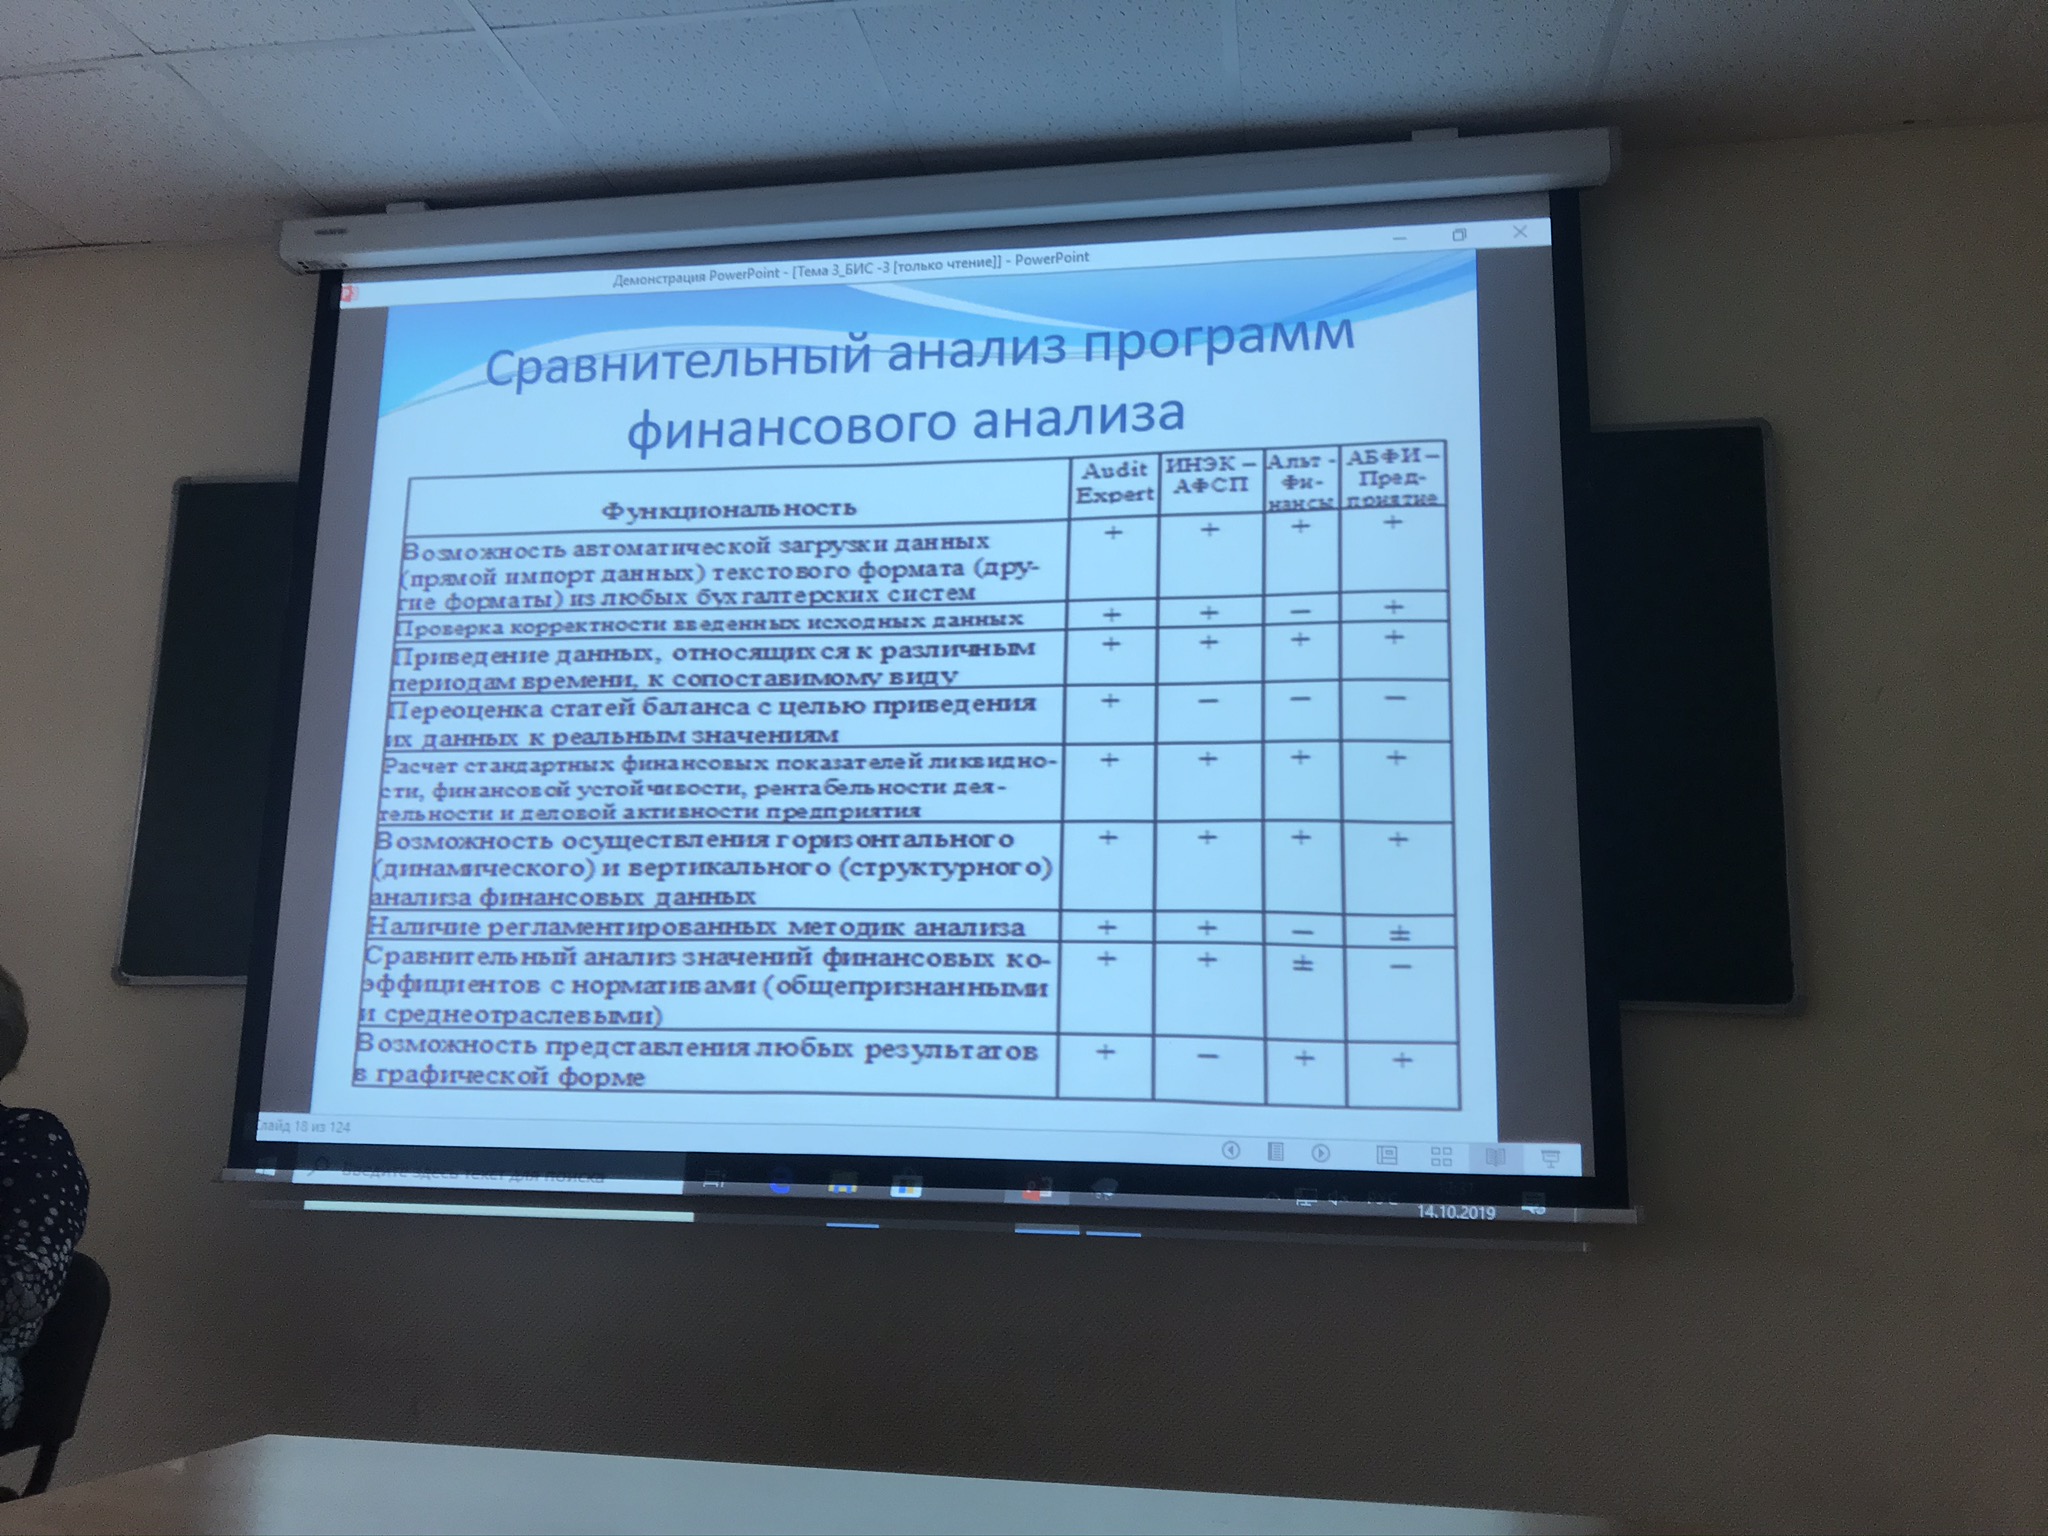 Демонстрация PowerPoint - [Тема 3_БИС -3 [только чтение]] - PowerPoint
Сравнительный анализ программ
финансового анализа
Функциональность
Audit
Expert
ИНЭК –
АФСП
Альт -
Фи-
нансы
АБФИ –
Пред-
приятие
Возможность автоматической загрузки данных
(прямой импорт данных) текстового формата (дру-
гие форматы) из любых бухгалтерских систем
+ + + +
Проверка корректности введенных исходных данных
+ + – +
Приведение данных, относящихся к различным
периодам времени, к сопоставимому виду
+ + + +
Переоценка статей баланса с целью приведения
их данных к реальным значениям
+ – – –
Расчет стандартных финансовых показателей ликвидно-
сти, финансовой устойчивости, рентабельности дея-
тельности и деловой активности предприятия
+ + + +
Возможность осуществления горизонтального
(динамического) и вертикального (структурного)
анализа финансовых данных
+ + + +
Наличие регламентированных методик анализа
+ + – ±
Сравнительный анализ значений финансовых ко-
эффициентов с нормативами (общепризнанными
и среднеотраслевыми)
+ + ± –
Возможность представления любых результатов
в графической форме
+ – + +
Слайд 18 из 124
Введите здесь текст для поиска
14.10.2019